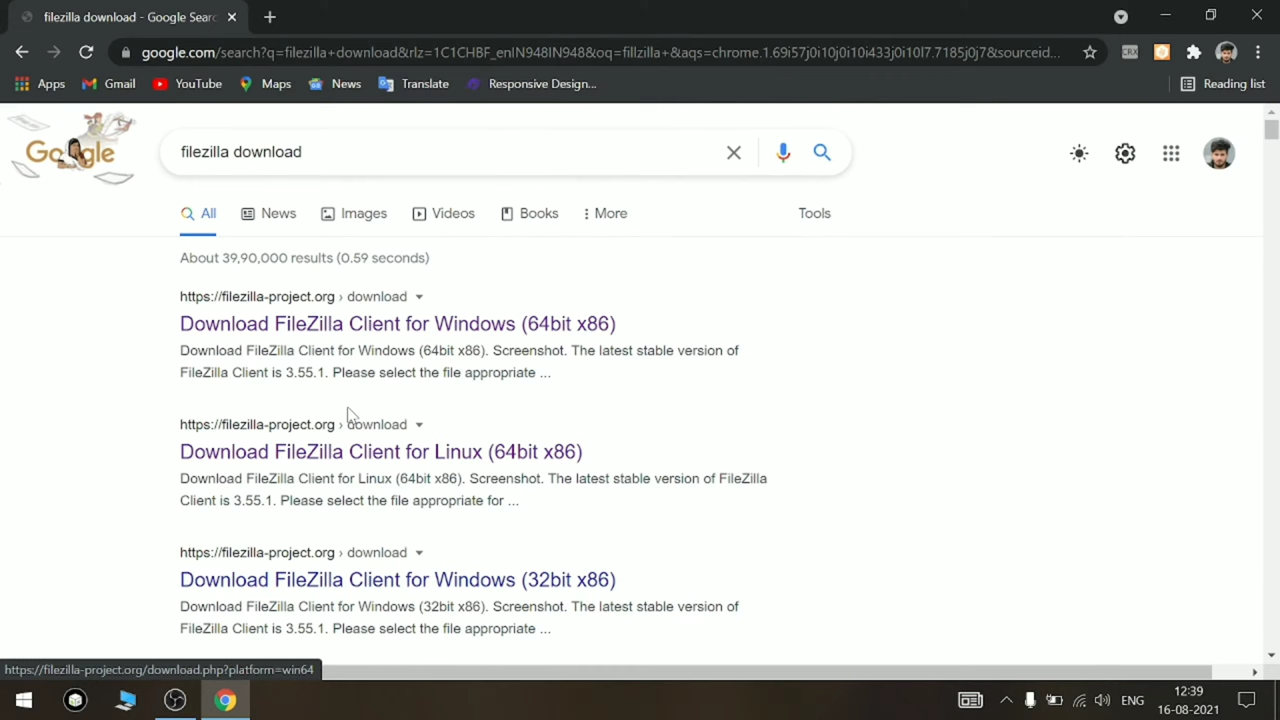 filezilla download - Google Searc
google.com/search?q=filezilla+download&rlz=1C1CHBF_enIN948IN948&oq=fillzilla+&aqs=chrome.1.69i57j0i10j0i10i433j0i10l7.7185j0j7&sourceid...
CRX
Apps Gmail YouTube Maps News Translate Responsive Design... Reading list
Google
filezilla download
All News Images Videos Books More Tools
About 39,90,000 results (0.59 seconds)
https://filezilla-project.org › download
Download FileZilla Client for Windows (64bit x86)
Download FileZilla Client for Windows (64bit x86). Screenshot. The latest stable version of
FileZilla Client is 3.55.1. Please select the file appropriate ...
https://filezilla-project.org › download
Download FileZilla Client for Linux (64bit x86)
Download FileZilla Client for Linux (64bit x86). Screenshot. The latest stable version of FileZilla
Client is 3.55.1. Please select the file appropriate for ...
https://filezilla-project.org › download
Download FileZilla Client for Windows (32bit x86)
Download FileZilla Client for Windows (32bit x86). Screenshot. The latest stable version of
FileZilla Client is 3.55.1. Please select the file appropriate ...
https://filezilla-project.org/download.php?platform=win64
ENG
12:39
16-08-2021